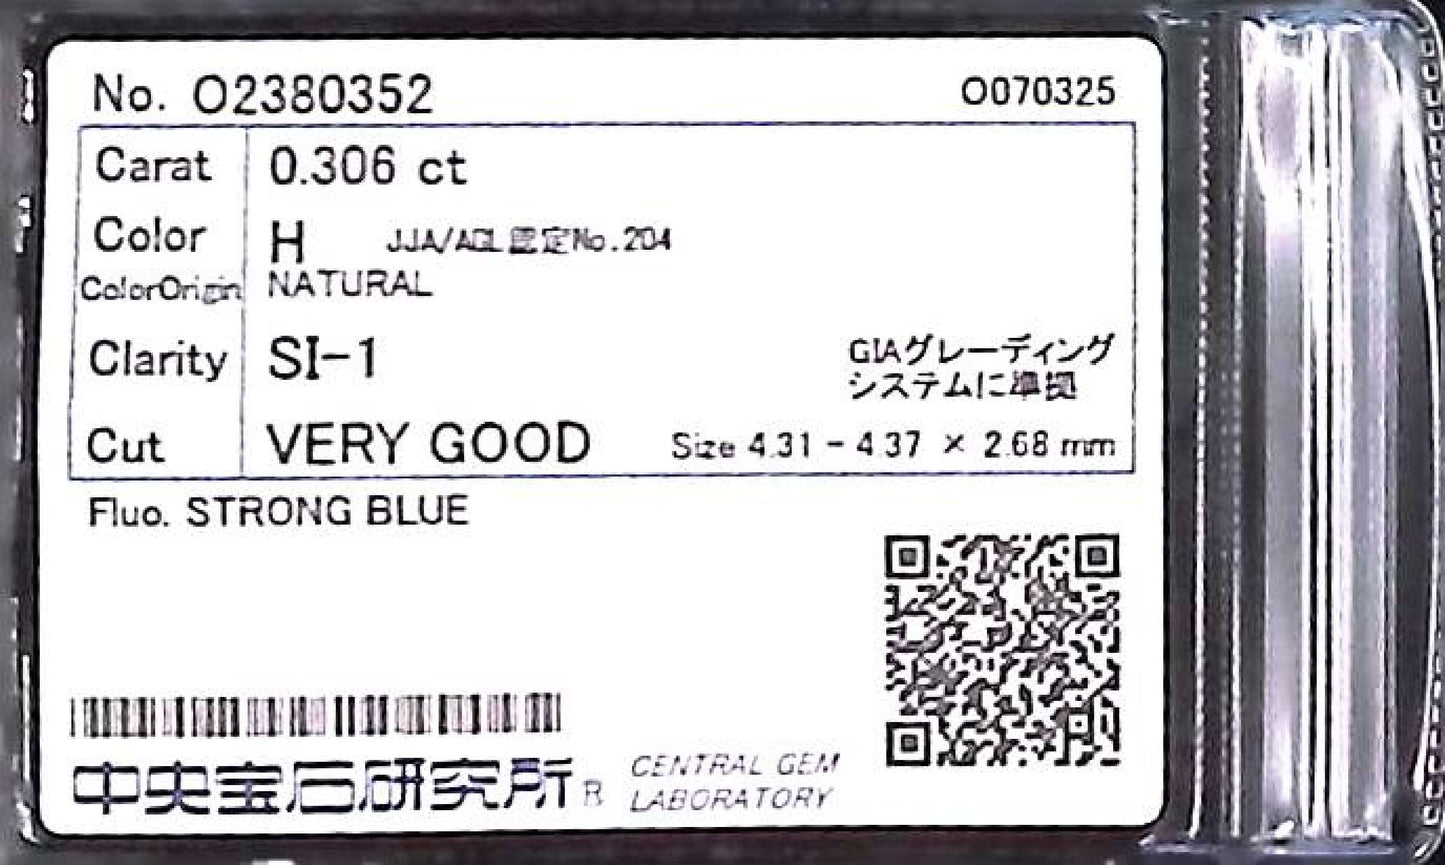 No. O2380352
O070325
Carat 0.306 ct
Color H JJA/AGL認定No.204
ColorOrigin NATURAL
Clarity SI-1
GIAグレーディング
システムに準拠
Cut VERY GOOD Size 4.31 - 4.37 × 2.68 mm
Fluo. STRONG BLUE
中央宝石研究所® CENTRAL GEM
LABORATORY